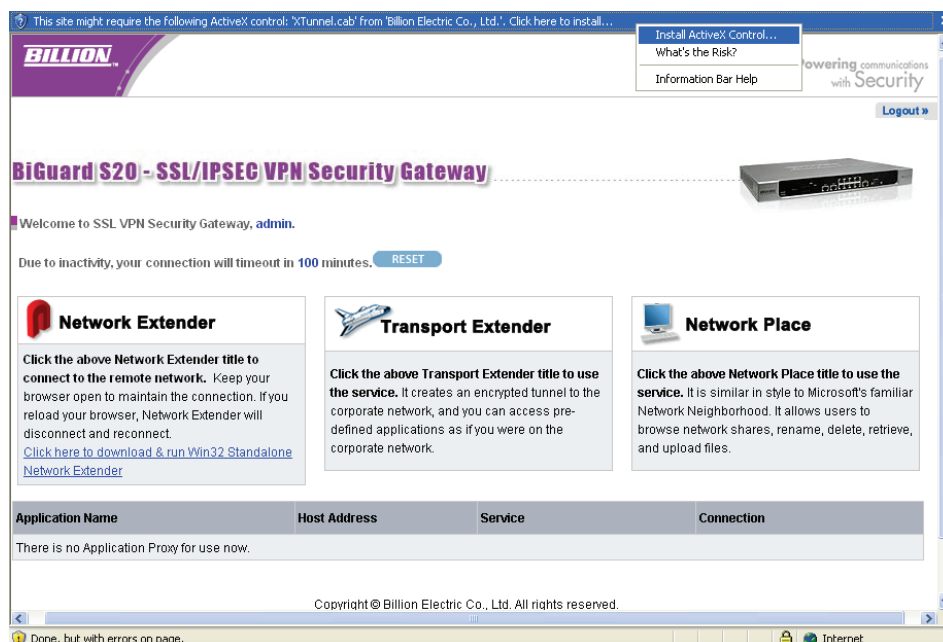 This site might require the following ActiveX control: 'XTunnel.cab' from 'Billion Electric Co., Ltd.'. Click here to install...
Install ActiveX Control...
What's the Risk?
Information Bar Help
BILLION TM
Powering communications
with Security
Logout »
BiGuard S20 - SSL/IPSEC VPN Security Gateway
Welcome to SSL VPN Security Gateway, admin.
Due to inactivity, your connection will timeout in 100 minutes. RESET
Network Extender
Click the above Network Extender title to
connect to the remote network. Keep your
browser open to maintain the connection. If you
reload your browser, Network Extender will
disconnect and reconnect.
Click here to download & run Win32 Standalone
Network Extender
Transport Extender
Click the above Transport Extender title to use
the service. It creates an encrypted tunnel to the
corporate network, and you can access pre-
defined applications as if you were on the
corporate network.
Network Place
Click the above Network Place title to use the
service. It is similar in style to Microsoft's familiar
Network Neighborhood. It allows users to
browse network shares, rename, delete, retrieve,
and upload files.
Application Name Host Address Service Connection
There is no Application Proxy for use now.
Copyright © Billion Electric Co., Ltd. All rights reserved.
Done, but with errors on page. Internet